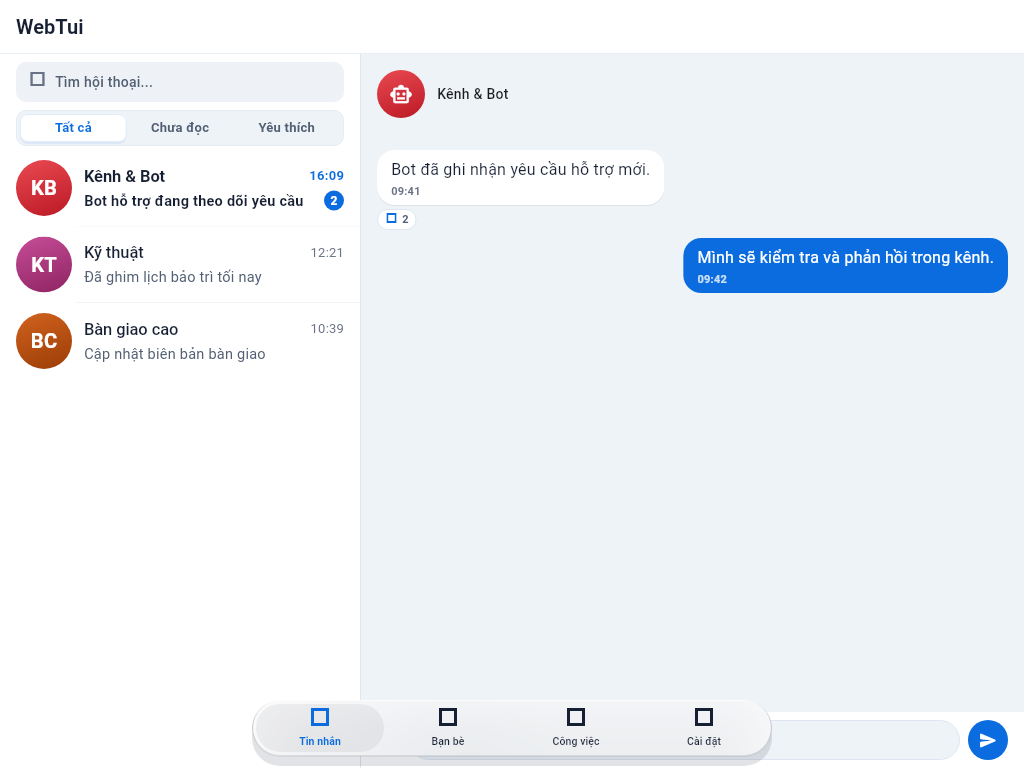 WebTui
Tìm hội thoại...
Tất cả
Chưa đọc
Yêu thích
KB
Kênh & Bot
16:09
Bot hỗ trợ đang theo dõi yêu cầu
2
KT
Kỹ thuật
12:21
Đã ghim lịch bảo trì tối nay
BC
Bàn giao cao
10:39
Cập nhật biên bản bàn giao
Kênh & Bot
Bot đã ghi nhận yêu cầu hỗ trợ mới.
09:41
2
Mình sẽ kiểm tra và phản hồi trong kênh.
09:42
Tin nhắn
Bạn bè
Công việc
Cài đặt